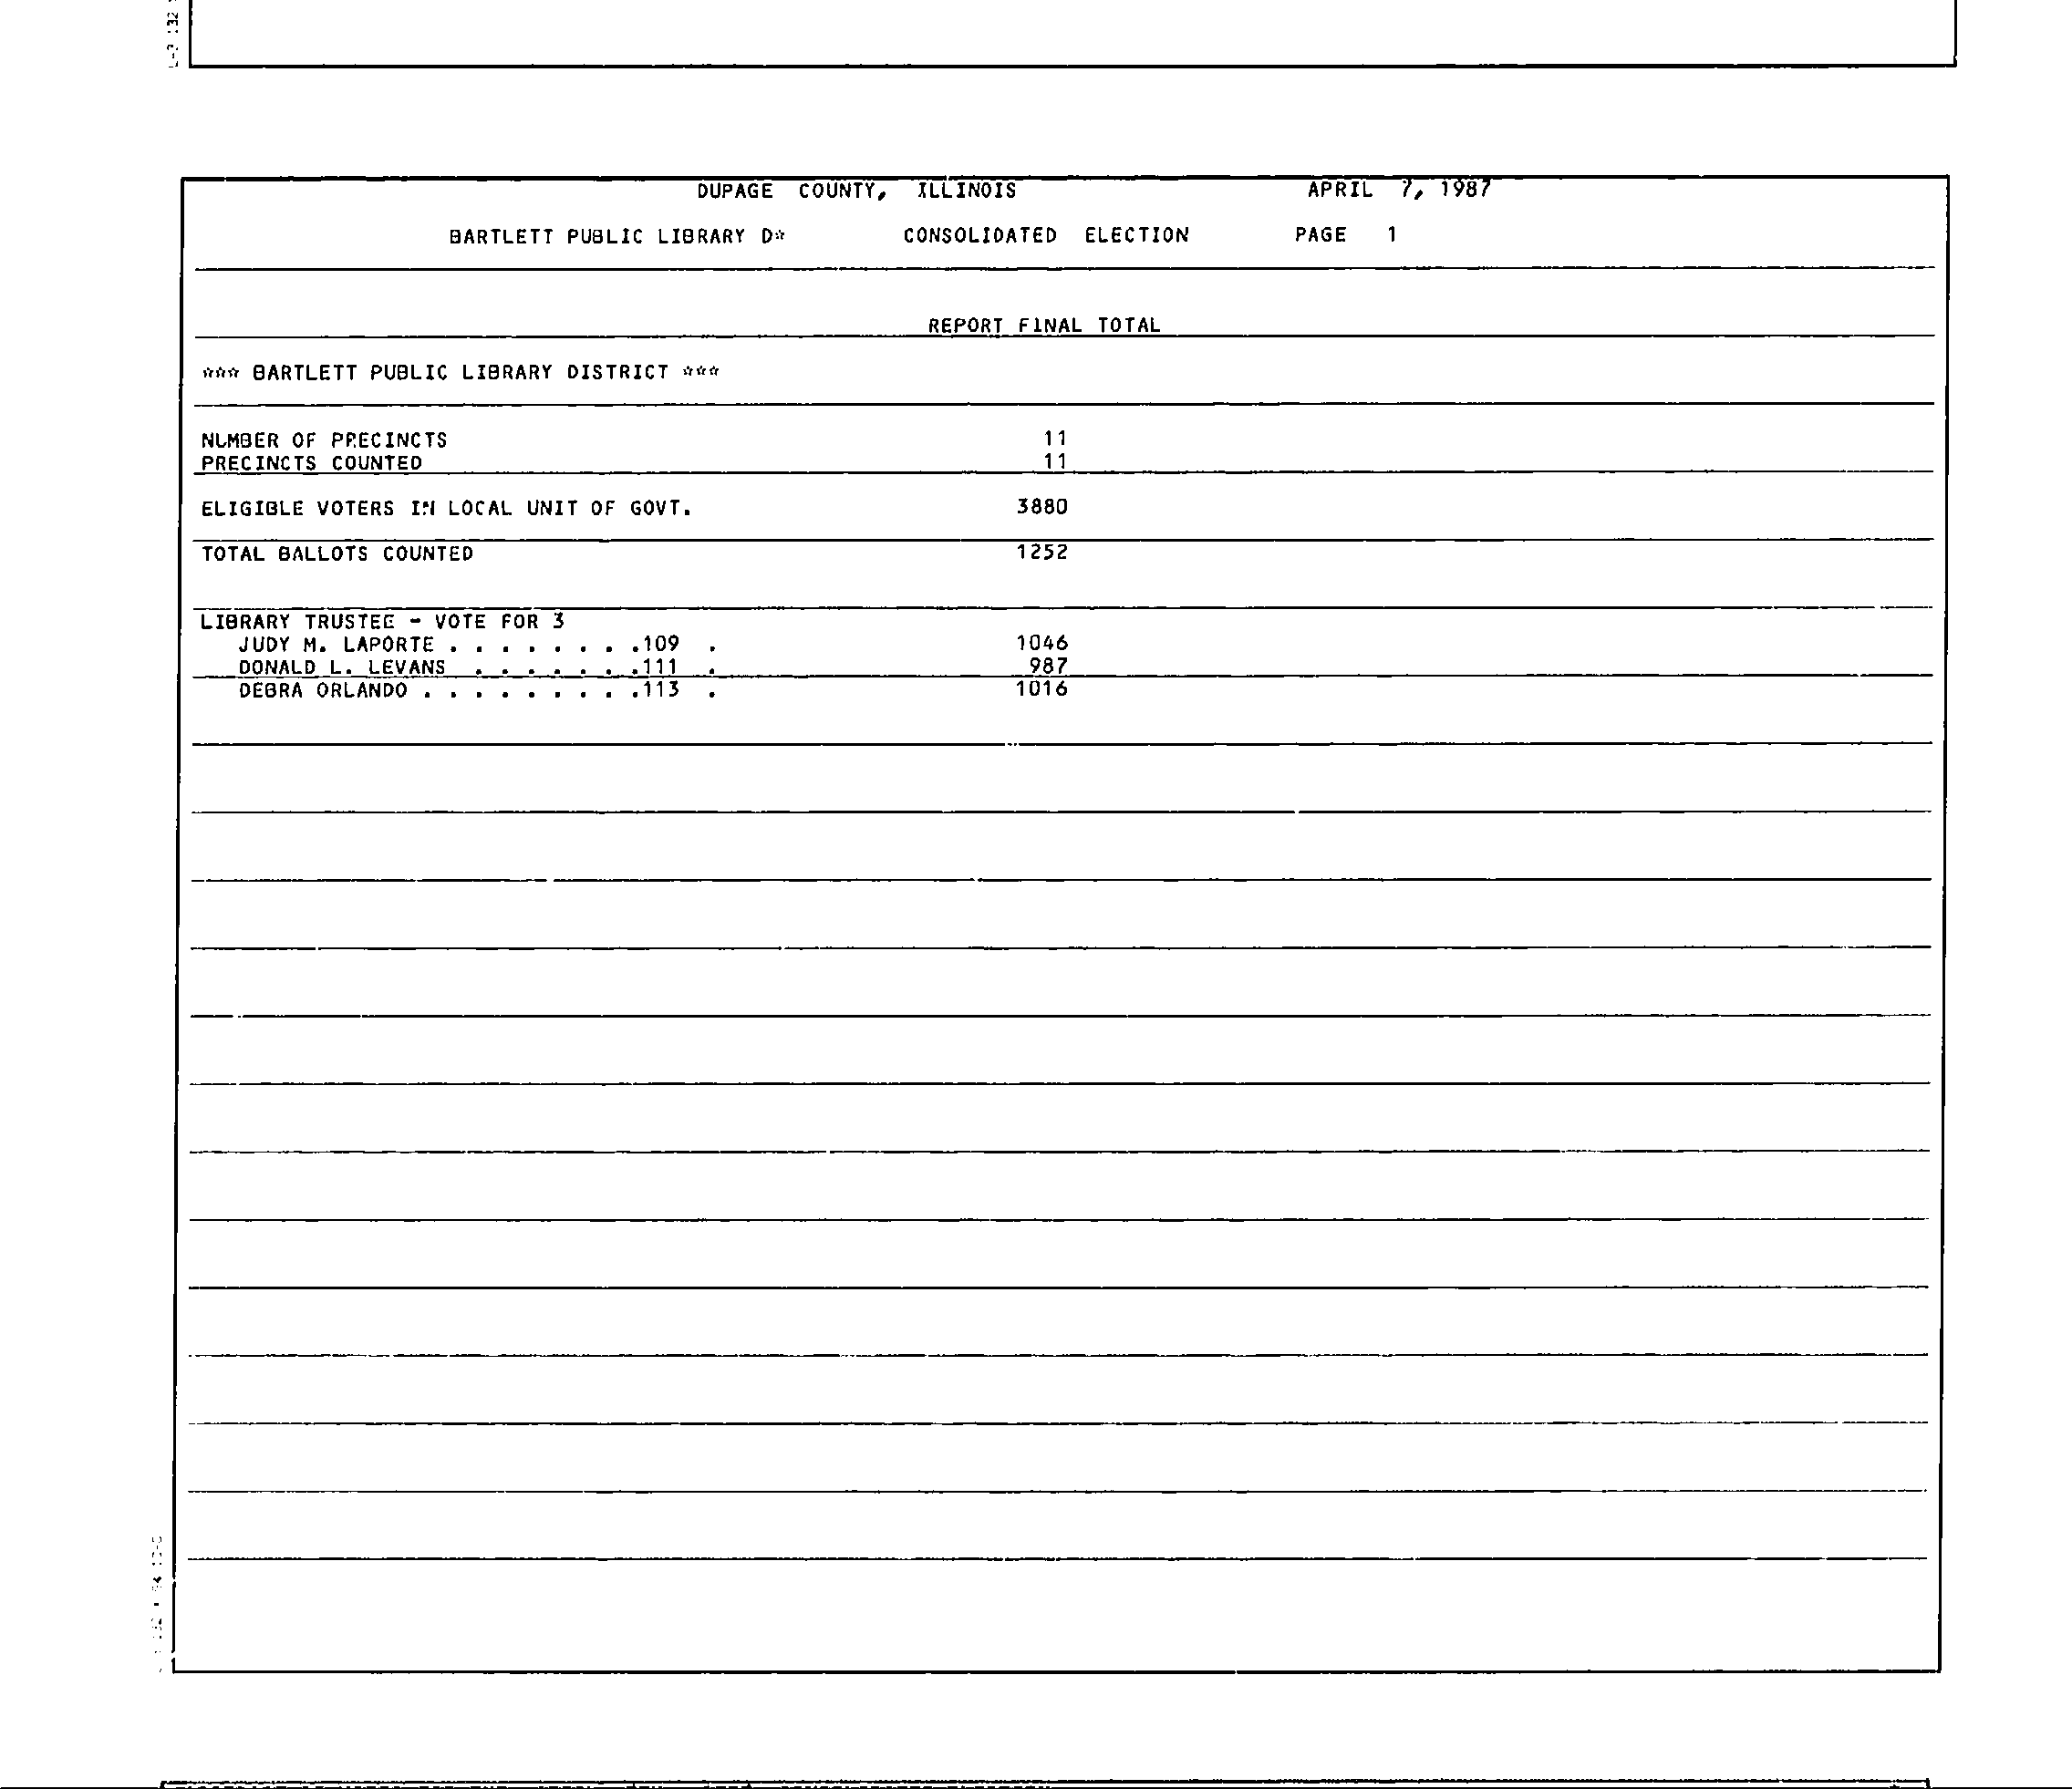 DUPAGE COUNTY, ILLINOIS APRIL 7, 1987
BARTLETT PUBLIC LIBRARY D* CONSOLIDATED ELECTION PAGE 1
REPORT FINAL TOTAL
*** BARTLETT PUBLIC LIBRARY DISTRICT ***
NUMBER OF PRECINCTS 11
PRECINCTS COUNTED 11
ELIGIBLE VOTERS IN LOCAL UNIT OF GOVT. 3880
TOTAL BALLOTS COUNTED 1252
LIBRARY TRUSTEE - VOTE FOR 3
JUDY M. LAPORTE . . . . . . . .109 . 1046
DONALD L. LEVANS . . . . . . .111 . 987
DEBRA ORLANDO . . . . . . . . .113 . 1016